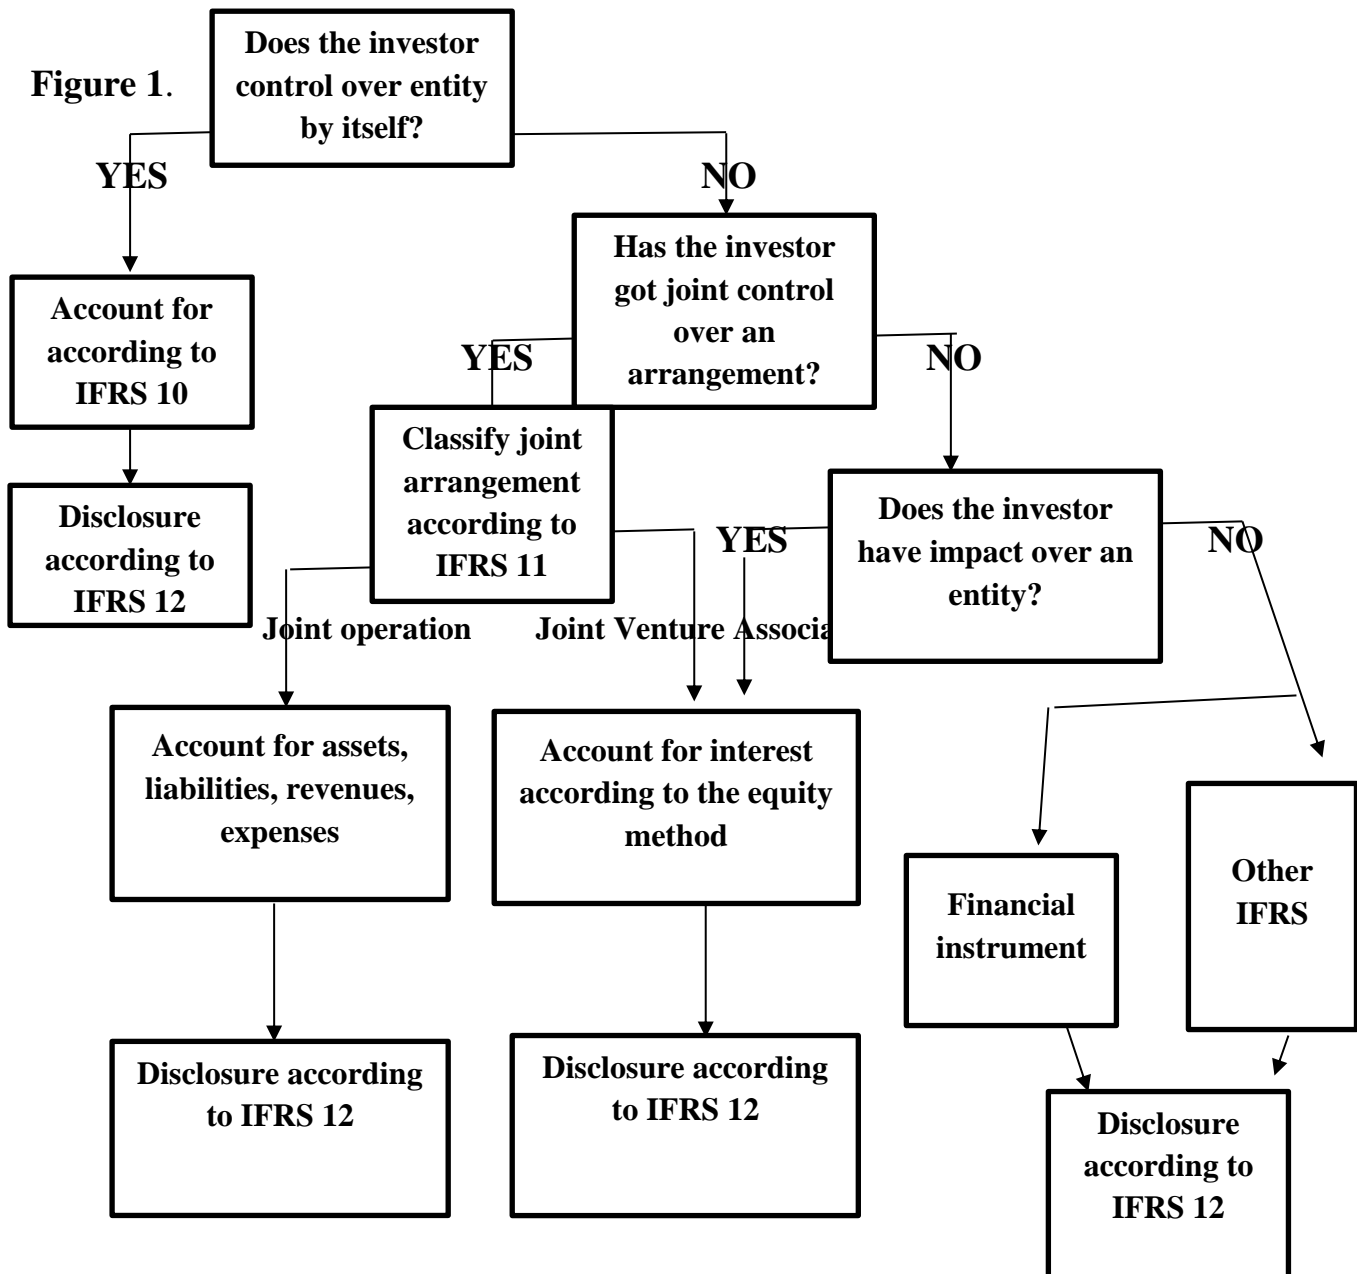 Figure 1.
Does the investor
control over entity
by itself?
YES
NO
Has the investor
got joint control
over an
arrangement?
Account for
according to
IFRS 10
YES
NO
Classify joint
arrangement
according to
IFRS 11
Disclosure
according to
IFRS 12
Does the investor
have impact over an
entity?
YES
NO
Joint operation
Joint Venture Associa
Account for assets,
liabilities, revenues,
expenses
Account for interest
according to the equity
method
Financial
instrument
Other
IFRS
Disclosure according
to IFRS 12
Disclosure according
to IFRS 12
Disclosure
according to
IFRS 12